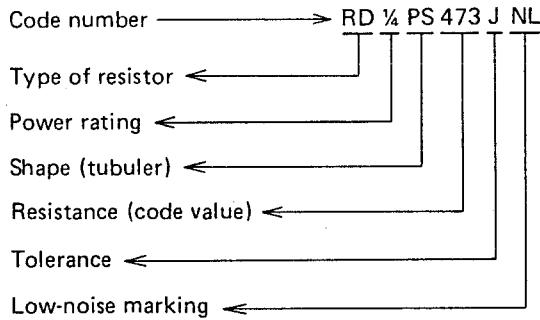 Code number RD ¼ PS 473 J NL
Type of resistor
Power rating
Shape (tubuler)
Resistance (code value)
Tolerance
Low-noise marking